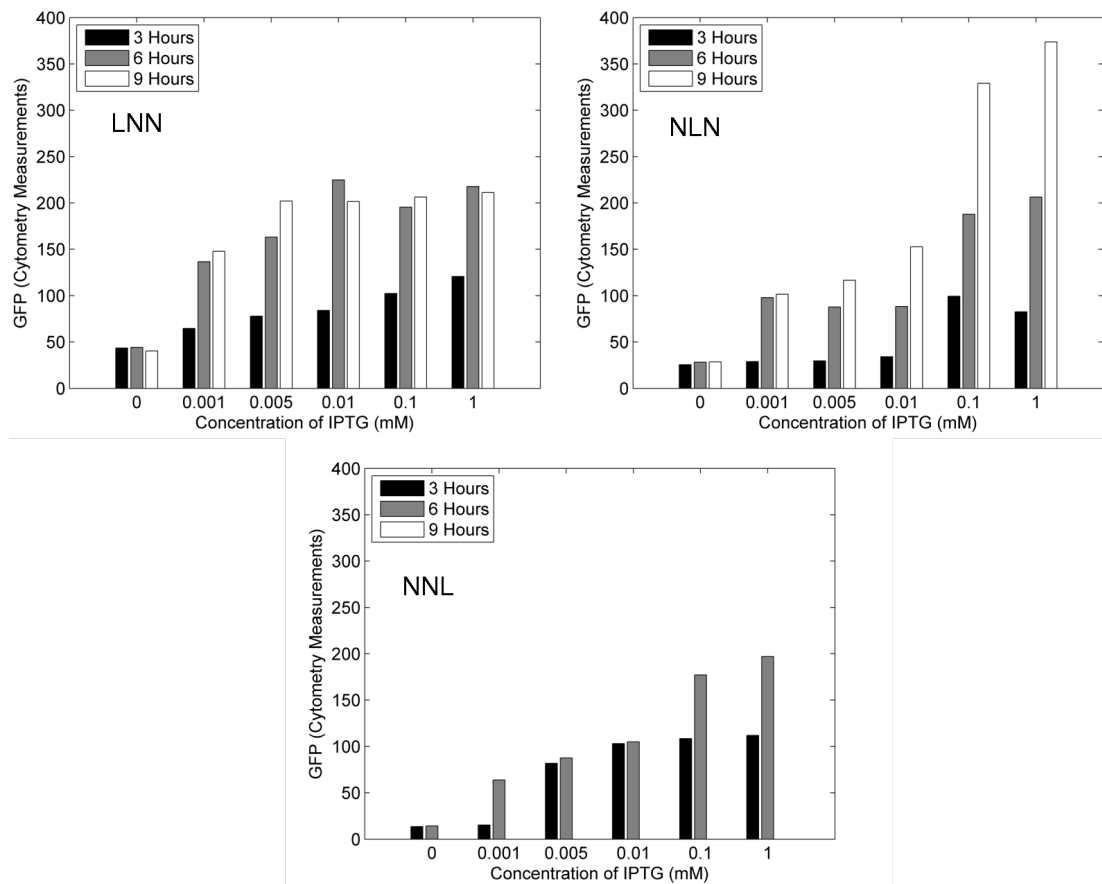 400
350
300
250
200
150
100
50
0
GFP (Cytometry Measurements)
3 Hours
6 Hours
9 Hours
LNN
0 0.001 0.005 0.01 0.1 1
Concentration of IPTG (mM)
400
350
300
250
200
150
100
50
0
GFP (Cytometry Measurements)
3 Hours
6 Hours
9 Hours
NLN
0 0.001 0.005 0.01 0.1 1
Concentration of IPTG (mM)
400
350
300
250
200
150
100
50
0
GFP (Cytometry Measurements)
3 Hours
6 Hours
9 Hours
NNL
0 0.001 0.005 0.01 0.1 1
Concentration of IPTG (mM)